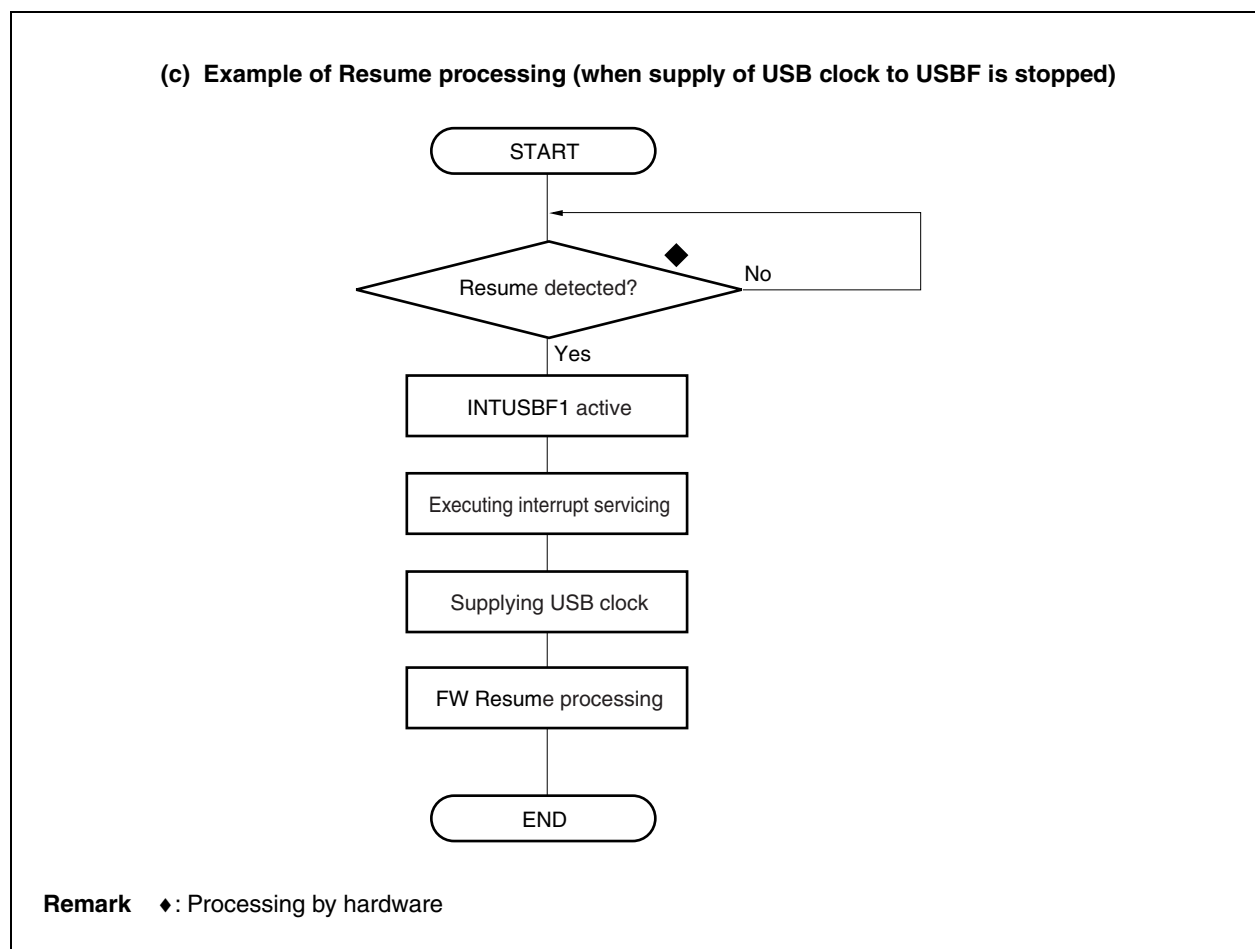 (c) Example of Resume processing (when supply of USB clock to USBF is stopped)
START
Resume detected?
No
Yes
INTUSBF1 active
Executing interrupt servicing
Supplying USB clock
FW Resume processing
END
Remark ♦: Processing by hardware